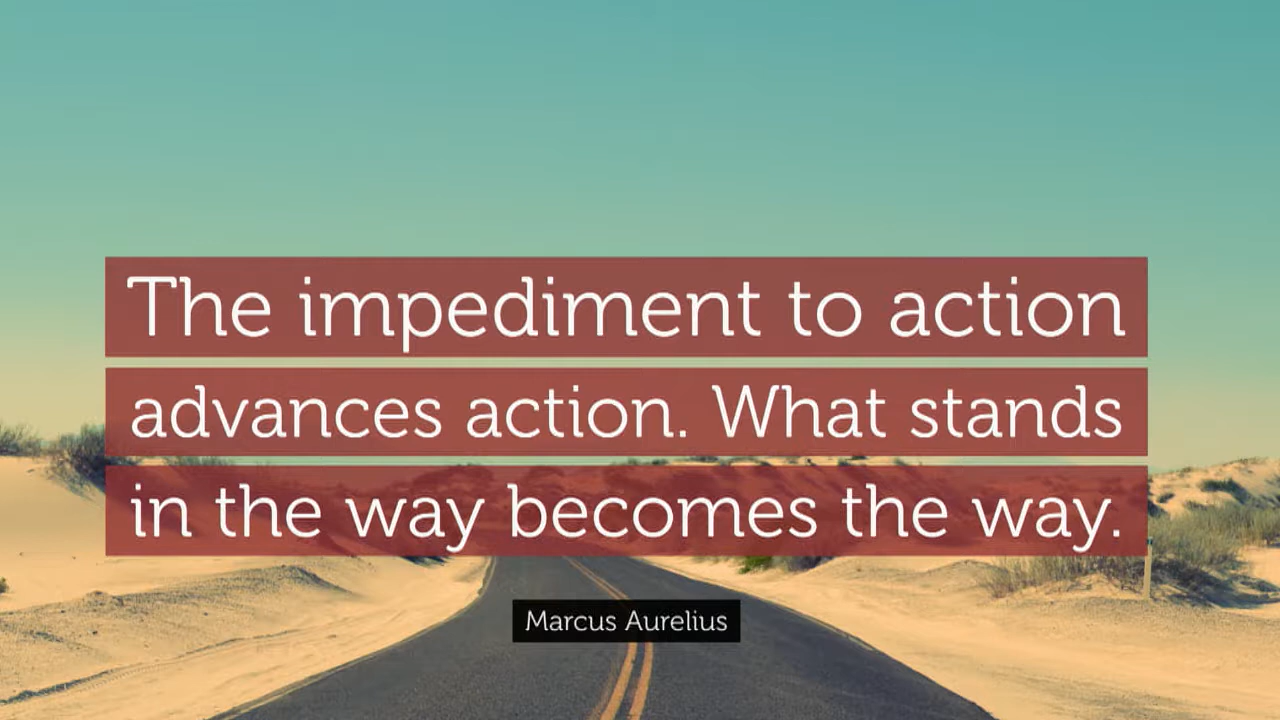 The impediment to action
advances action. What stands
in the way becomes the way.
Marcus Aurelius